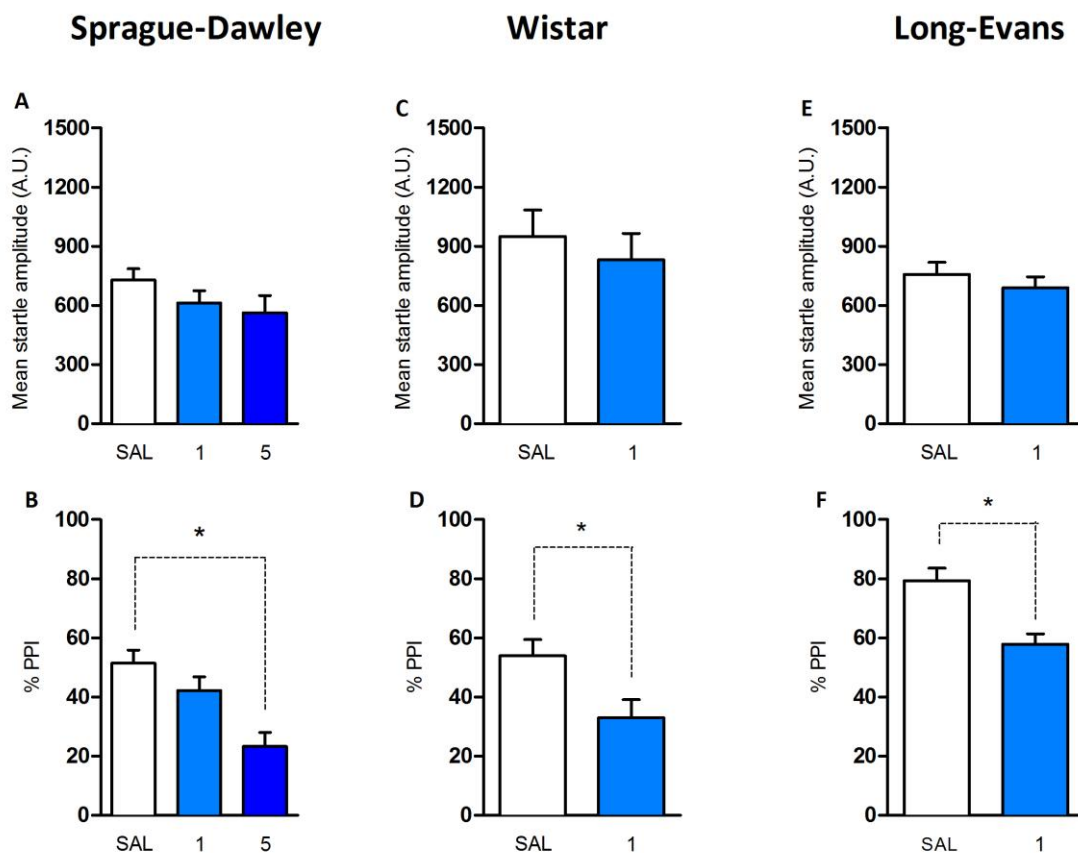 Sprague-Dawley
Wistar
Long-Evans
A
Mean startle amplitude (A.U.)
1500
1200
900
600
300
0
SAL 1 5
C
Mean startle amplitude (A.U.)
1500
1200
900
600
300
0
SAL 1
E
Mean startle amplitude (A.U.)
1500
1200
900
600
300
0
SAL 1
B
% PPI
100
80
60
40
20
0
*
SAL 1 5
D
% PPI
100
80
60
40
20
0
*
SAL 1
F
% PPI
100
80
60
40
20
0
*
SAL 1